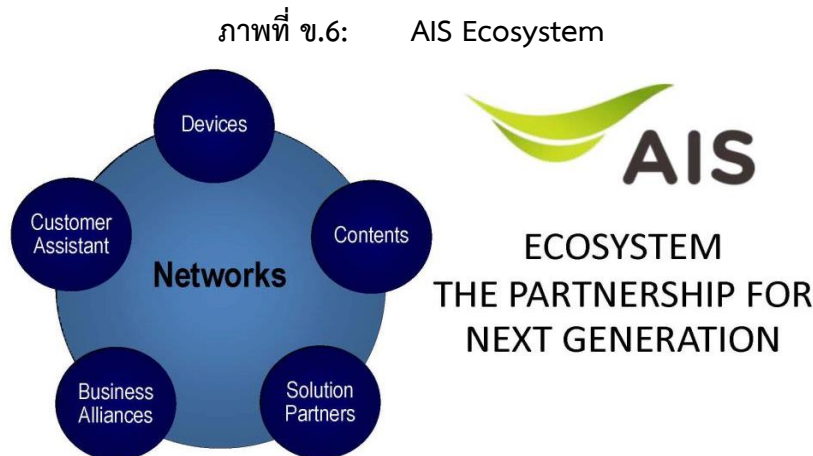 ภาพที่ ข.6: AIS Ecosystem
Devices
Customer
Assistant
Contents
Networks
Business
Alliances
Solution
Partners
AIS
ECOSYSTEM
THE PARTNERSHIP FOR
NEXT GENERATION